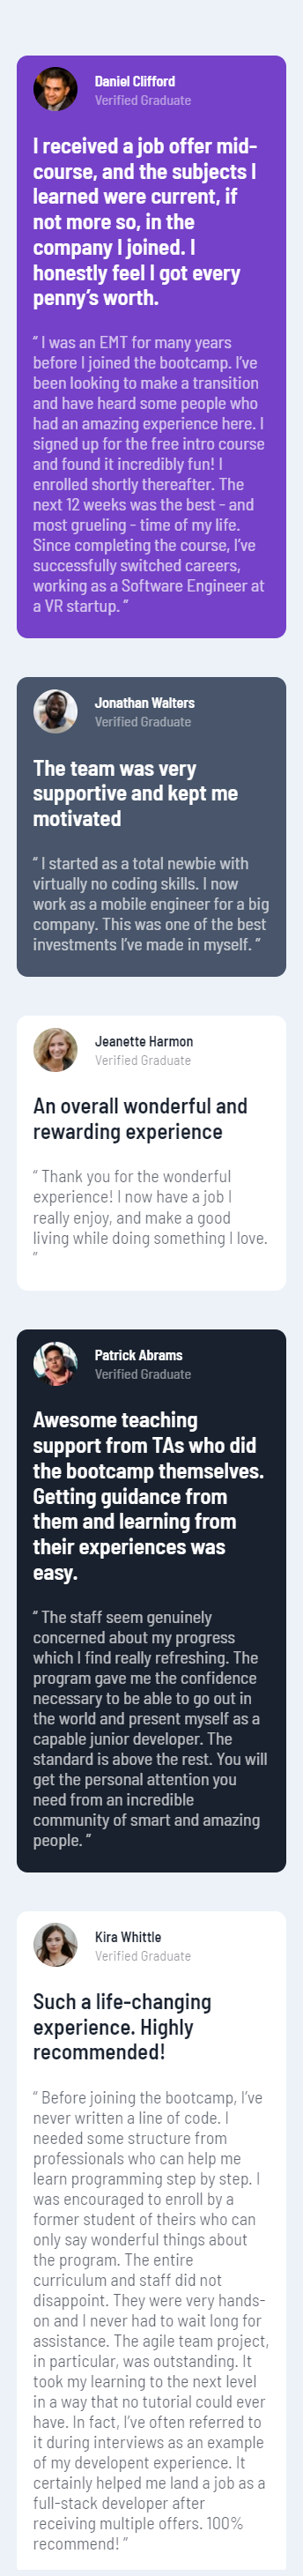 Daniel Clifford
Verified Graduate
I received a job offer mid-
course, and the subjects I
learned were current, if
not more so, in the
company I joined. I
honestly feel I got every
penny’s worth.
“ I was an EMT for many years
before I joined the bootcamp. I’ve
been looking to make a transition
and have heard some people who
had an amazing experience here. I
signed up for the free intro course
and found it incredibly fun! I
enrolled shortly thereafter. The
next 12 weeks was the best - and
most grueling - time of my life.
Since completing the course, I’ve
successfully switched careers,
working as a Software Engineer at
a VR startup. ”
Jonathan Walters
Verified Graduate
The team was very
supportive and kept me
motivated
“ I started as a total newbie with
virtually no coding skills. I now
work as a mobile engineer for a big
company. This was one of the best
investments I’ve made in myself. ”
Jeanette Harmon
Verified Graduate
An overall wonderful and
rewarding experience
“ Thank you for the wonderful
experience! I now have a job I
really enjoy, and make a good
living while doing something I love.
”
Patrick Abrams
Verified Graduate
Awesome teaching
support from TAs who did
the bootcamp themselves.
Getting guidance from
them and learning from
their experiences was
easy.
“ The staff seem genuinely
concerned about my progress
which I find really refreshing. The
program gave me the confidence
necessary to be able to go out in
the world and present myself as a
capable junior developer. The
standard is above the rest. You will
get the personal attention you
need from an incredible
community of smart and amazing
people. ”
Kira Whittle
Verified Graduate
Such a life-changing
experience. Highly
recommended!
“ Before joining the bootcamp, I’ve
never written a line of code. I
needed some structure from
professionals who can help me
learn programming step by step. I
was encouraged to enroll by a
former student of theirs who can
only say wonderful things about
the program. The entire
curriculum and staff did not
disappoint. They were very hands-
on and I never had to wait long for
assistance. The agile team project,
in particular, was outstanding. It
took my learning to the next level
in a way that no tutorial could ever
have. In fact, I’ve often referred to
it during interviews as an example
of my developent experience. It
certainly helped me land a job as a
full-stack developer after
receiving multiple offers. 100%
recommend! ”